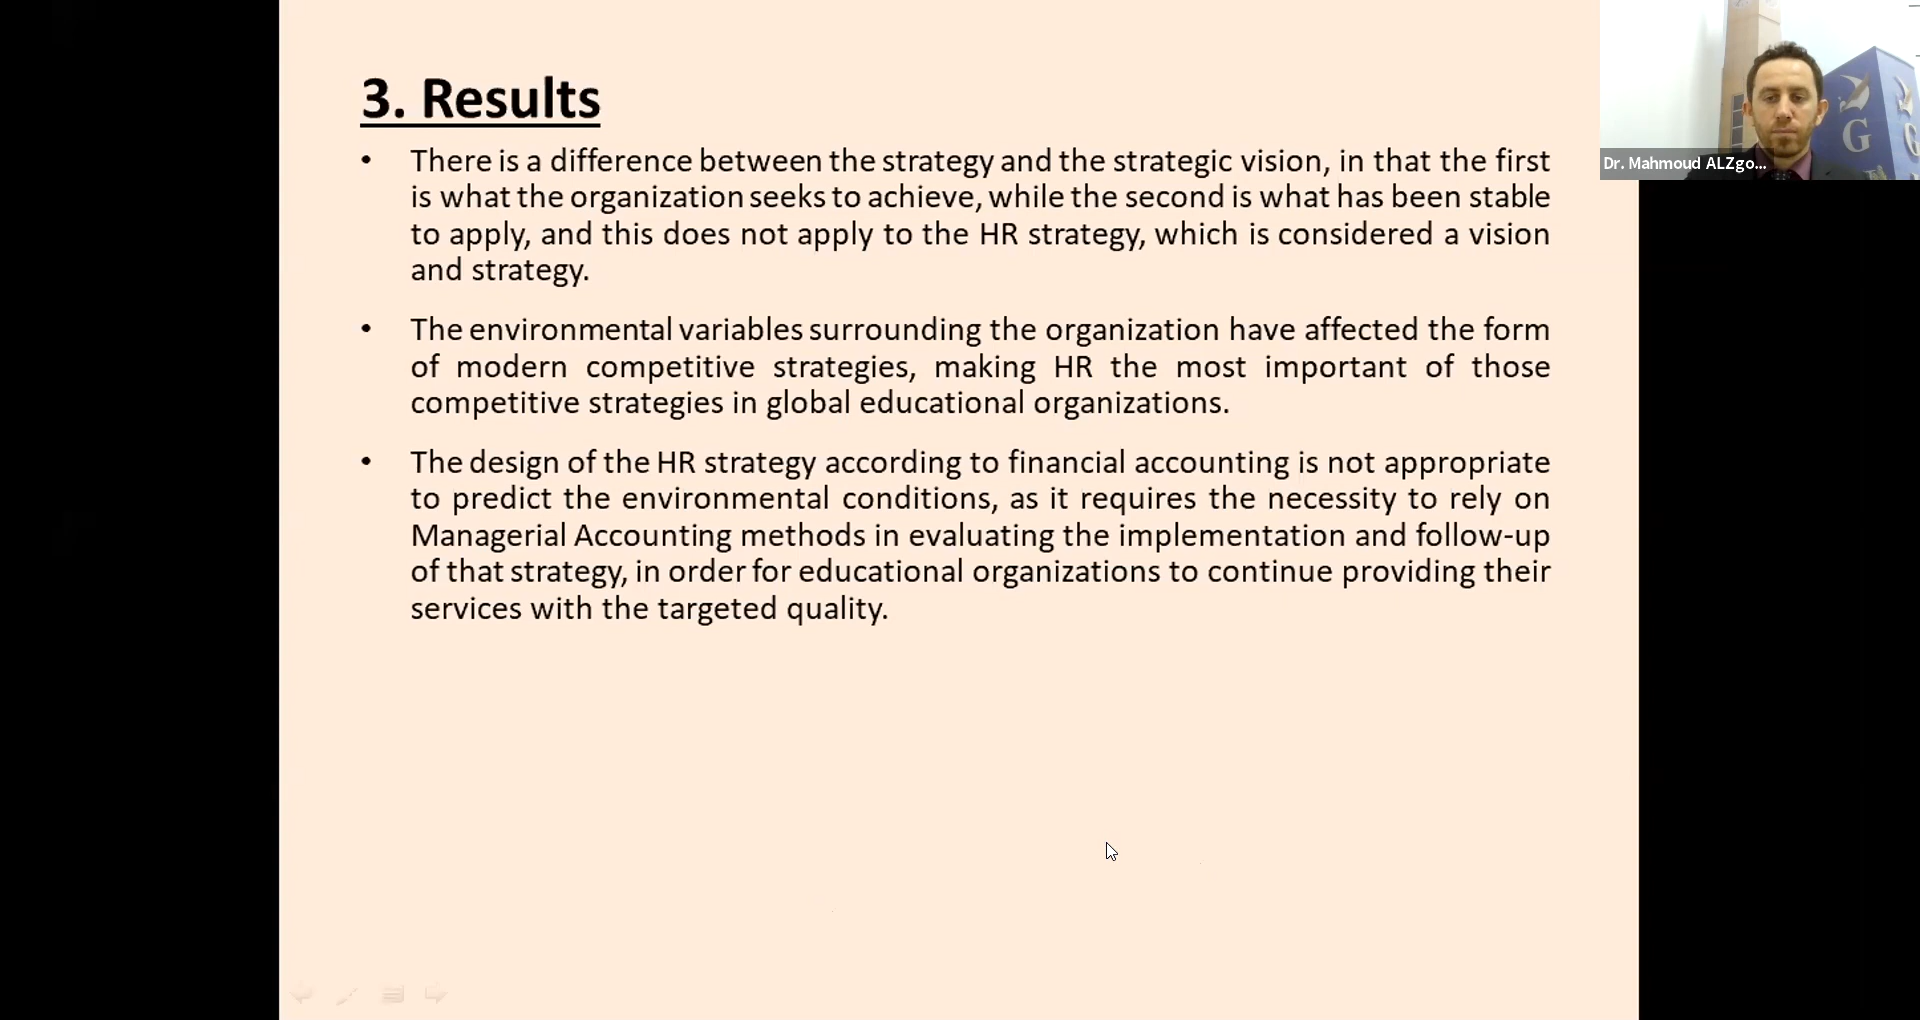 3. Results
• There is a difference between the strategy and the strategic vision, in that the first
is what the organization seeks to achieve, while the second is what has been stable
to apply, and this does not apply to the HR strategy, which is considered a vision
and strategy.
• The environmental variables surrounding the organization have affected the form
of modern competitive strategies, making HR the most important of those
competitive strategies in global educational organizations.
• The design of the HR strategy according to financial accounting is not appropriate
to predict the environmental conditions, as it requires the necessity to rely on
Managerial Accounting methods in evaluating the implementation and follow-up
of that strategy, in order for educational organizations to continue providing their
services with the targeted quality.
G
G
Dr. Mahmoud ALZgo...